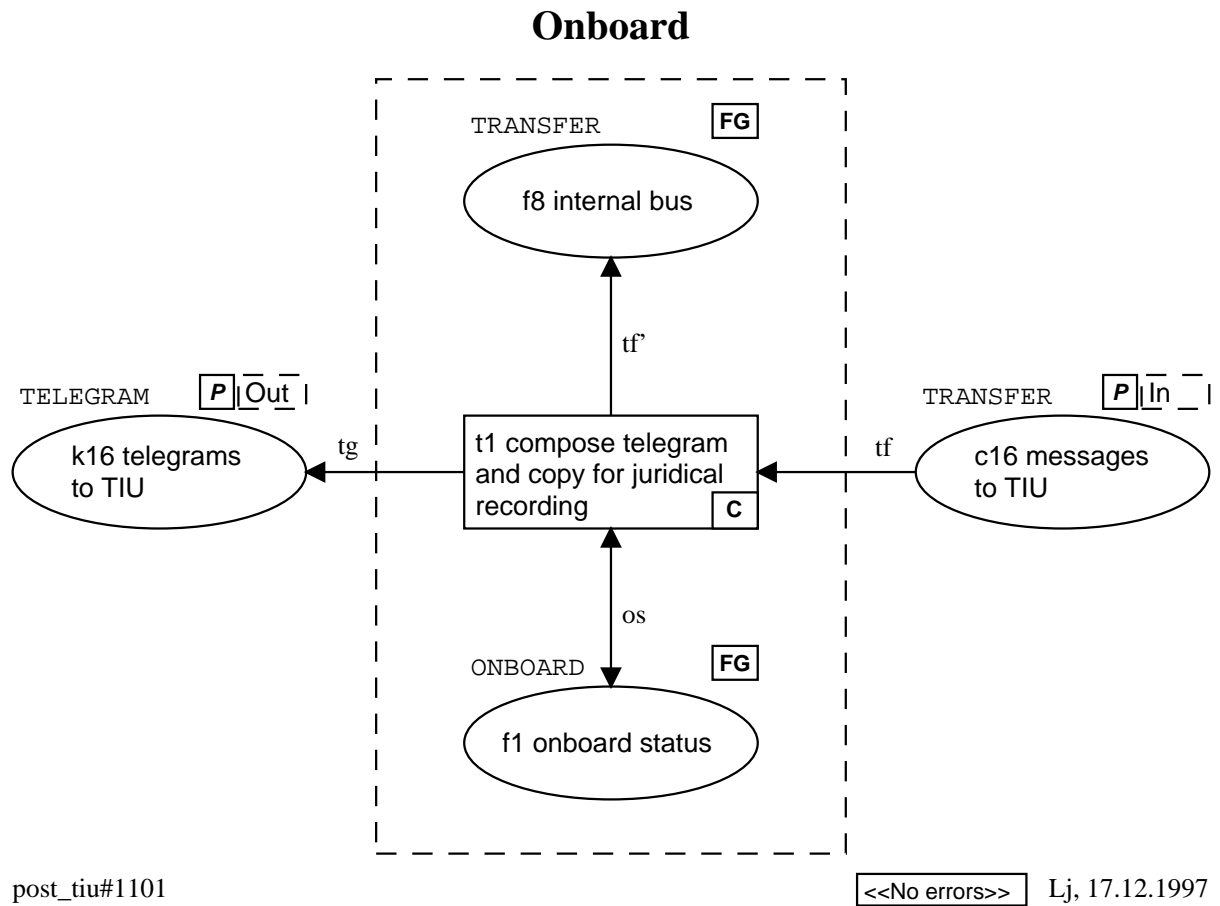 Onboard
TRANSFER FG
f8 internal bus
tf’
TELEGRAM P Out
k16 telegrams
to TIU
tg
t1 compose telegram
and copy for juridical
recording
C
tf
TRANSFER P In
c16 messages
to TIU
os
ONBOARD FG
f1 onboard status
post_tiu#1101
<<No errors>>
Lj, 17.12.1997